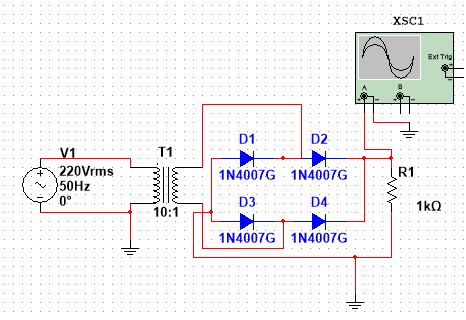 XSC1
Ext Trig
+
-
A
B
+ - + -
V1
220Vrms
50Hz
0°
T1
10:1
D1
D2
1N4007G
1N4007G
D3
D4
1N4007G
1N4007G
R1
1kΩ